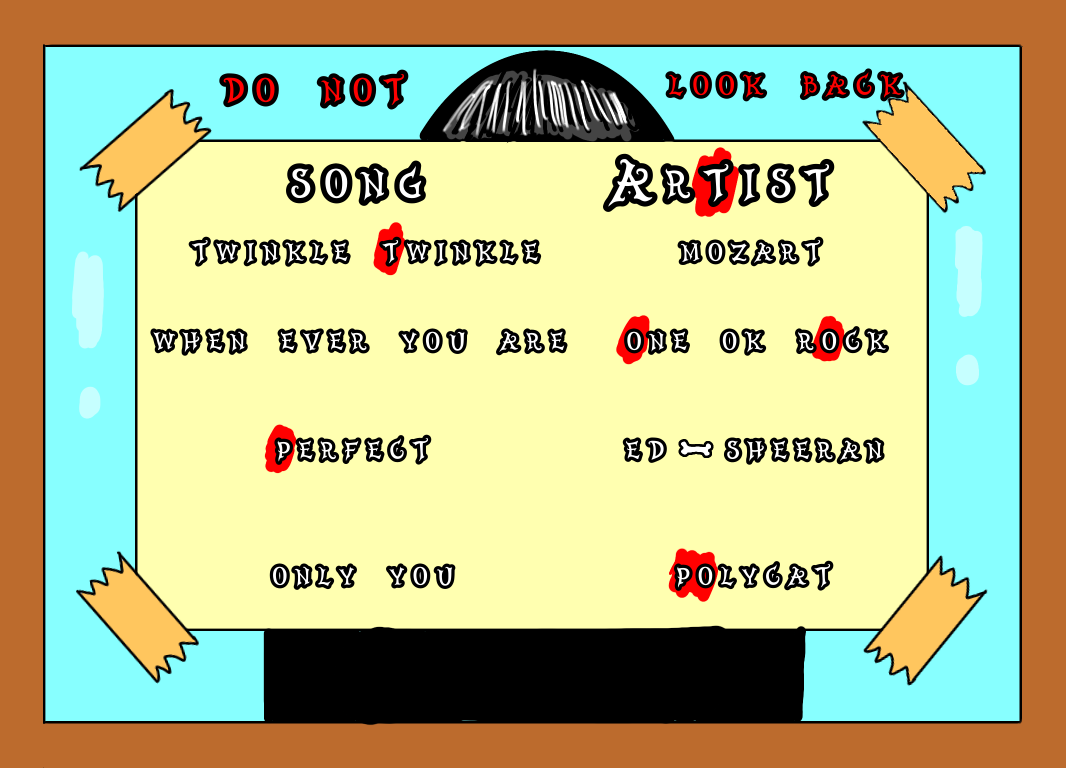 DO NOT LOOK BACK
SONG ARTIST
TWINKLE TWINKLE MOZART
WHEN EVER YOU ARE ONE OK ROCK
PERFECT ED SHEERAN
ONLY YOU POLYCAT